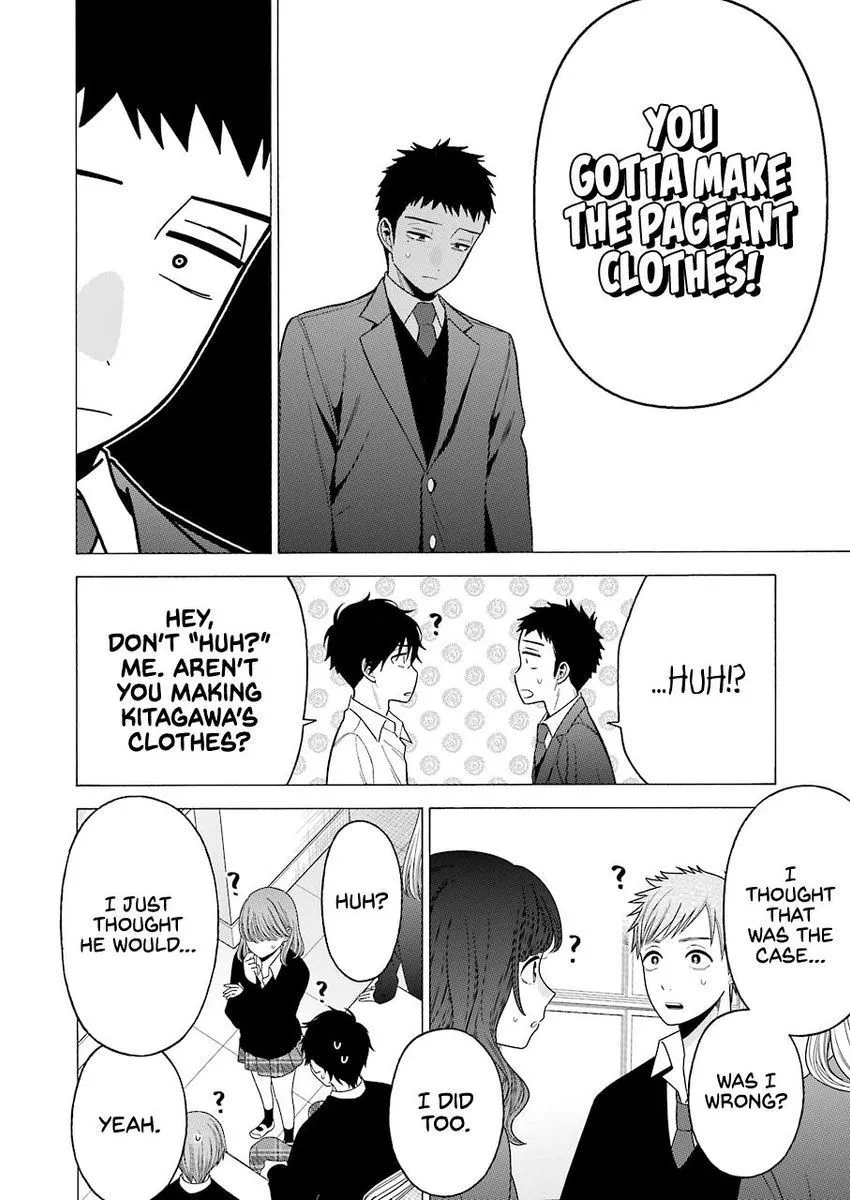 YOU
GOTTA MAKE
THE PAGEANT
CLOTHES!
...HUH!?
?
HEY,
DON'T "HUH?"
ME. AREN'T
YOU MAKING
KITAGAWA'S
CLOTHES?
I
THOUGHT
THAT
WAS THE
CASE...
WAS I
WRONG?
?
?
I DID
TOO.
HUH?
?
I JUST
THOUGHT
HE WOULD...
?
?
YEAH.